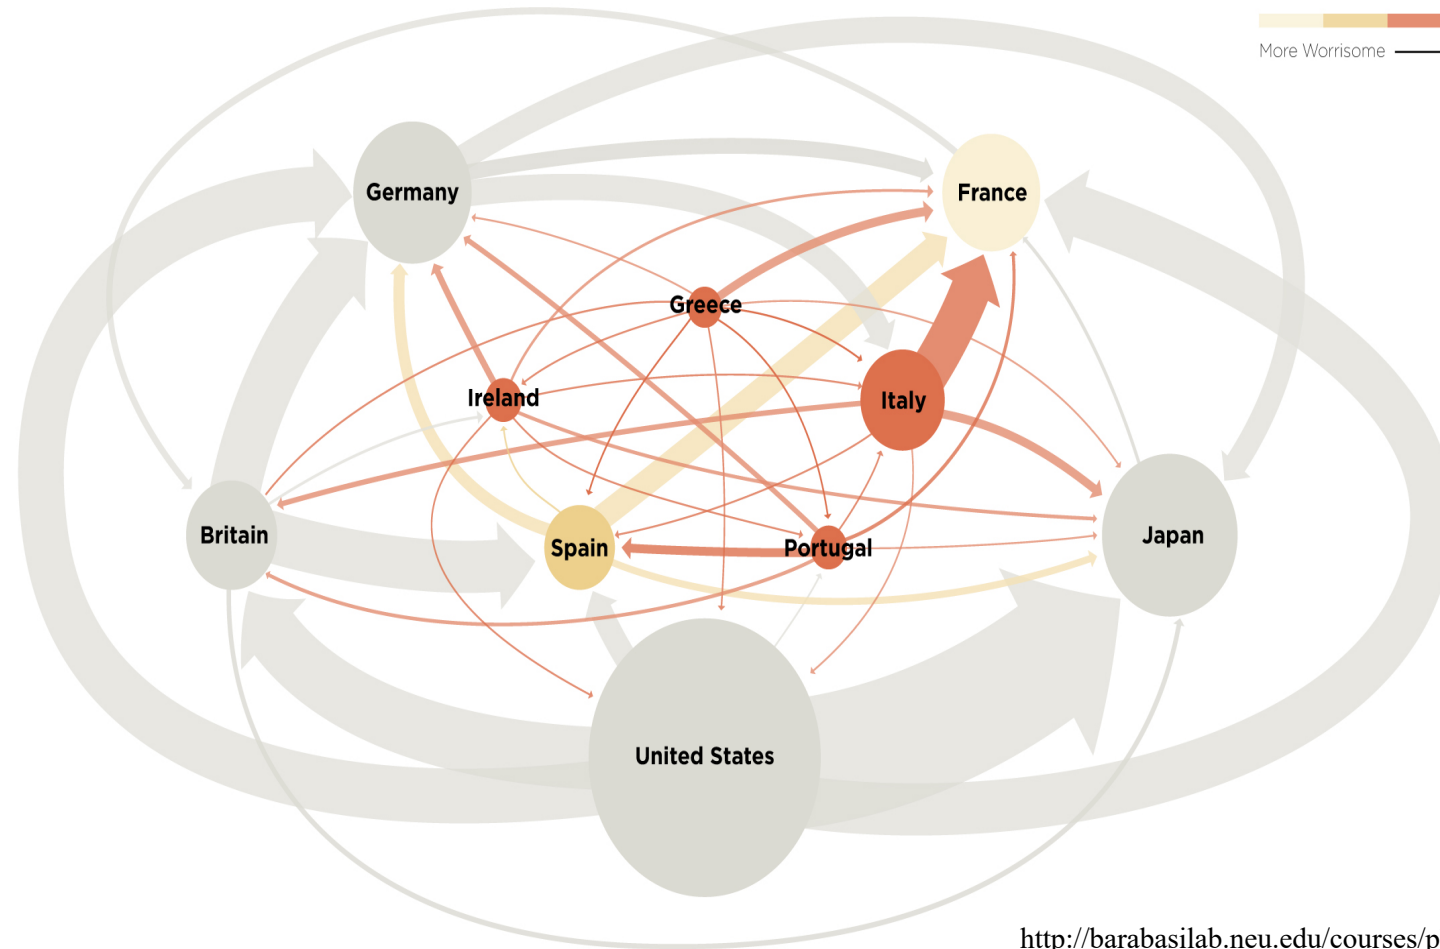 More Worrisome
Germany
France
Greece
Ireland
Italy
Britain
Spain
Portugal
Japan
United States
http://barabasilab.neu.edu/courses/p